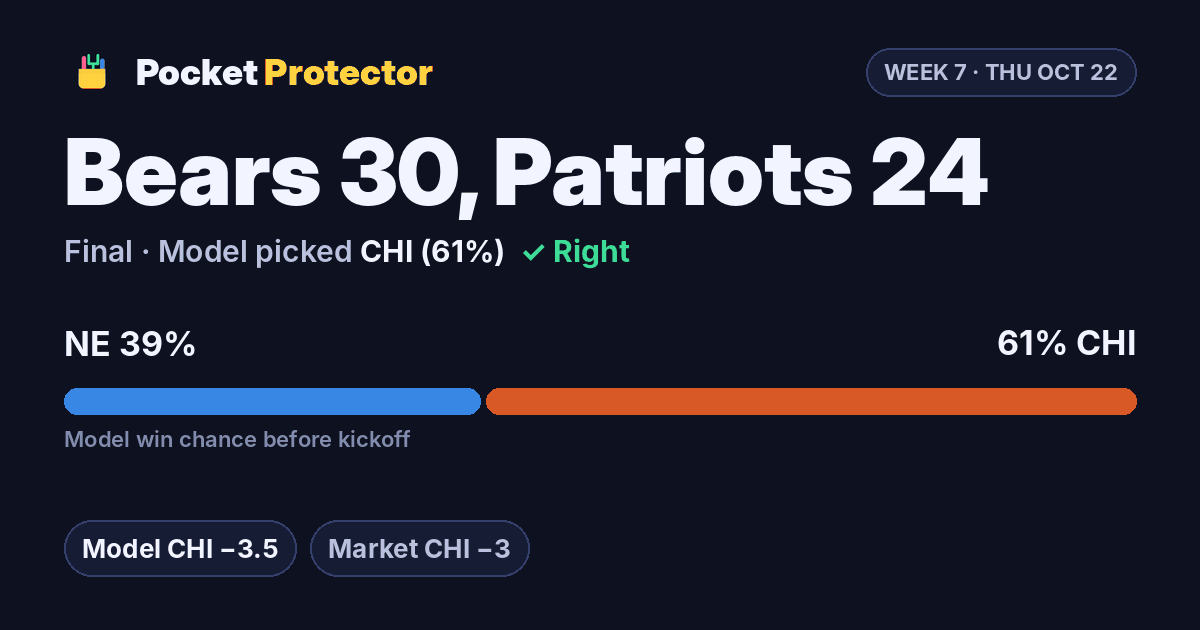 Pocket Protector
WEEK 7 · THU OCT 22
Bears 30, Patriots 24
Final · Model picked CHI (61%) ✓ Right
NE 39%
61% CHI
Model win chance before kickoff
Model CHI −3.5
Market CHI −3